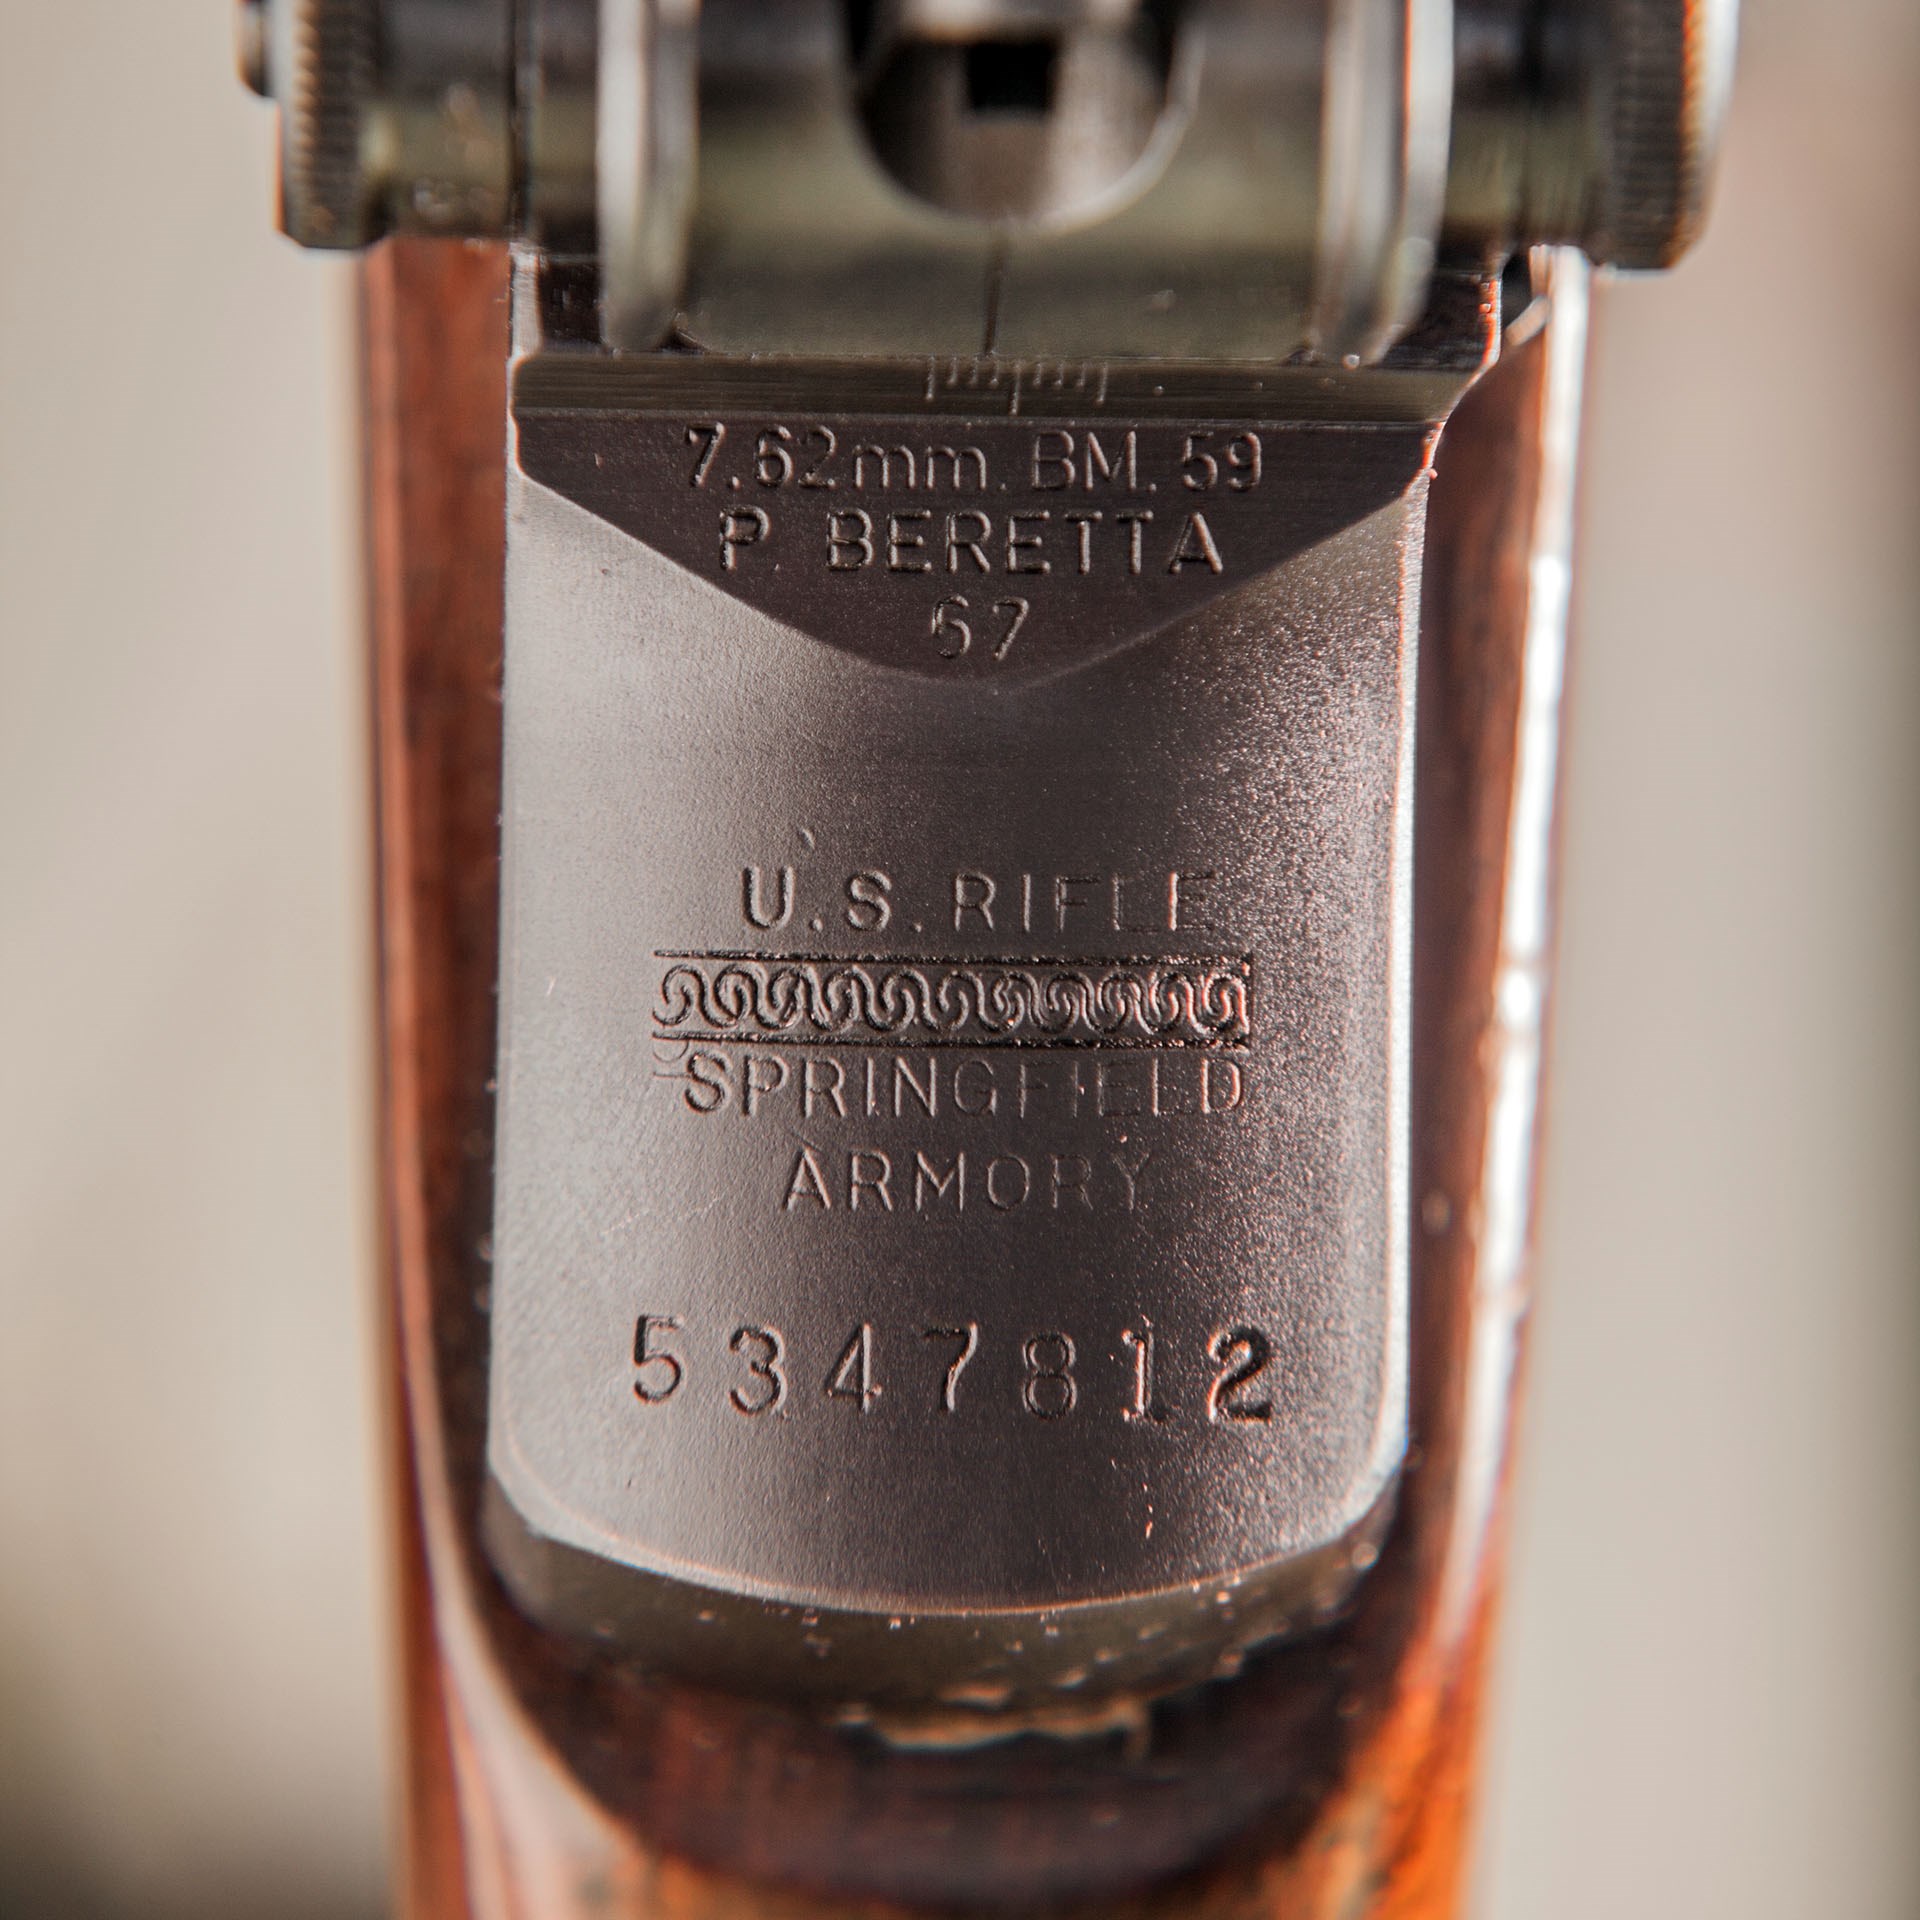 7.62mm. BM. 59
P. BERETTA
67
U.S. RIFLE
SPRINGFIELD
ARMORY
5347812